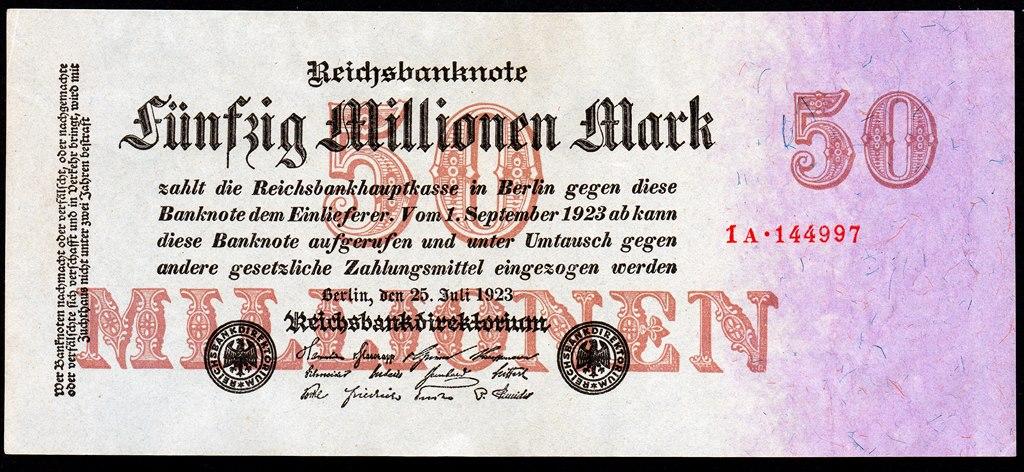 Reichsbanknote
Fünfzig Millionen Mark
50
zahlt die Reichsbankhauptkasse in Berlin gegen diese
Banknote dem Einlieferer. Vom 1. September 1923 ab kann
diese Banknote aufgerufen und unter Umtausch gegen
andere gesetzliche Zahlungsmittel eingezogen werden
MILLIONEN
Berlin, den 25. Juli 1923
Reichsbankdirektorium
REICHSBANKDIREKTORIUM
REICHSBANKDIREKTORIUM
50
1A·144997
Wer Banknoten nachmacht oder verfälscht, oder nachgemachte
oder verfälschte sich verschafft und in Verkehr bringt, wird mit
Zuchthaus nicht unter zwei Jahren bestraft